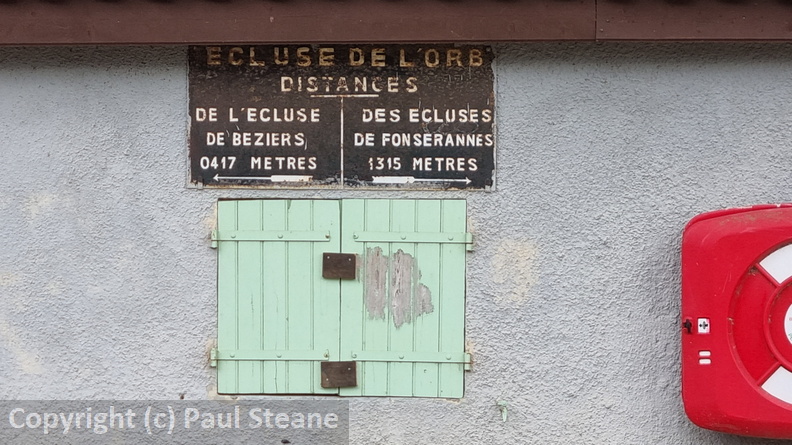 ECLUSE DE L'ORB
DISTANCES
DE L'ECLUSE
DE BEZIERS
0417 METRES
DES ECLUSES
DE FONSERANNES
1315 METRES
Copyright (c) Paul Steane